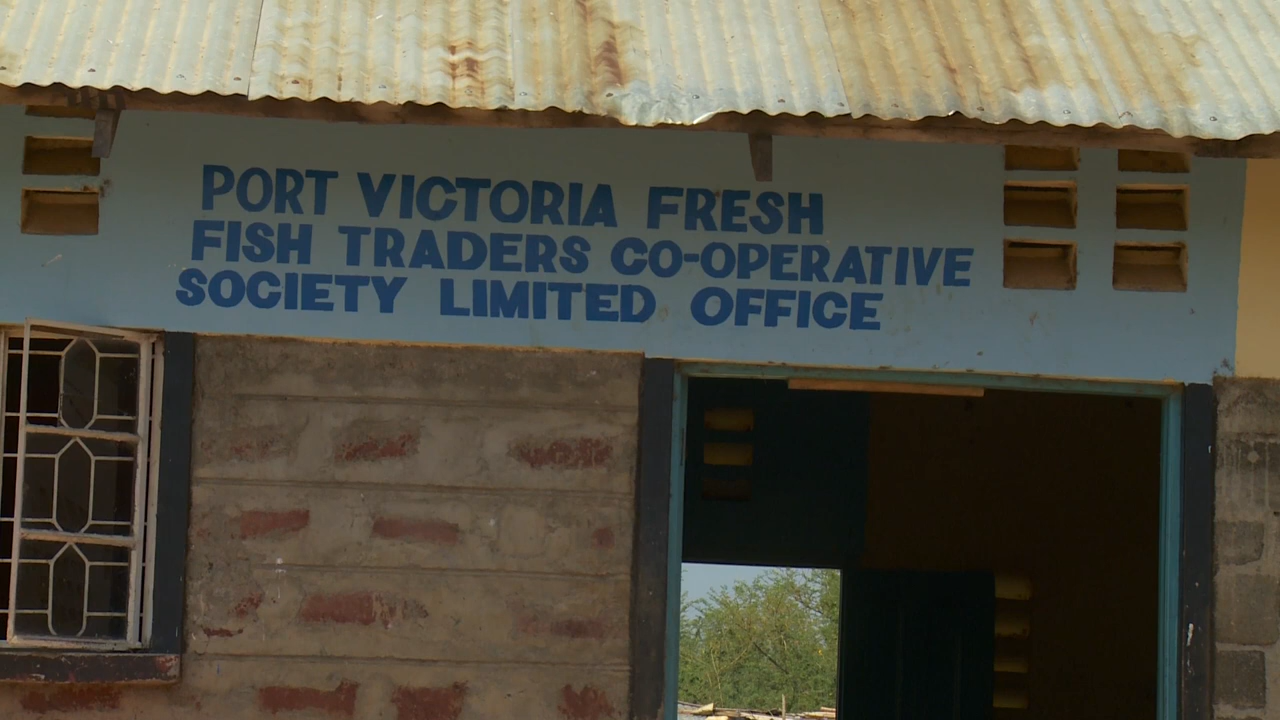 PORT VICTORIA FRESH
FISH TRADERS CO-OPERATIVE
SOCIETY LIMITED OFFICE